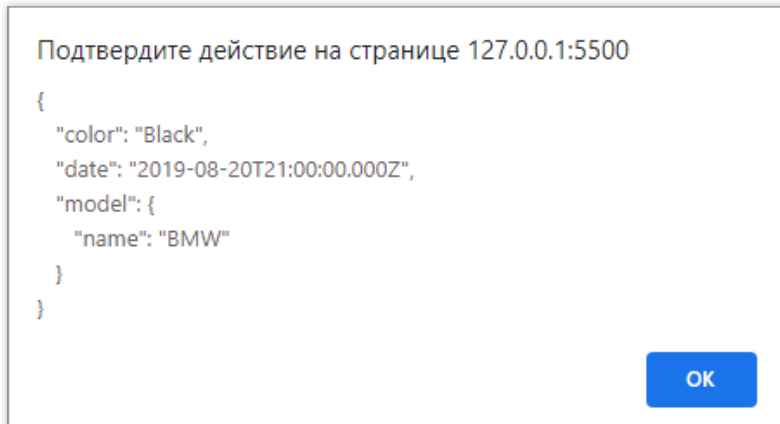 Подтвердите действие на странице 127.0.0.1:5500
{
"color": "Black",
"date": "2019-08-20T21:00:00.000Z",
"model": {
"name": "BMW"
}
}
ОК